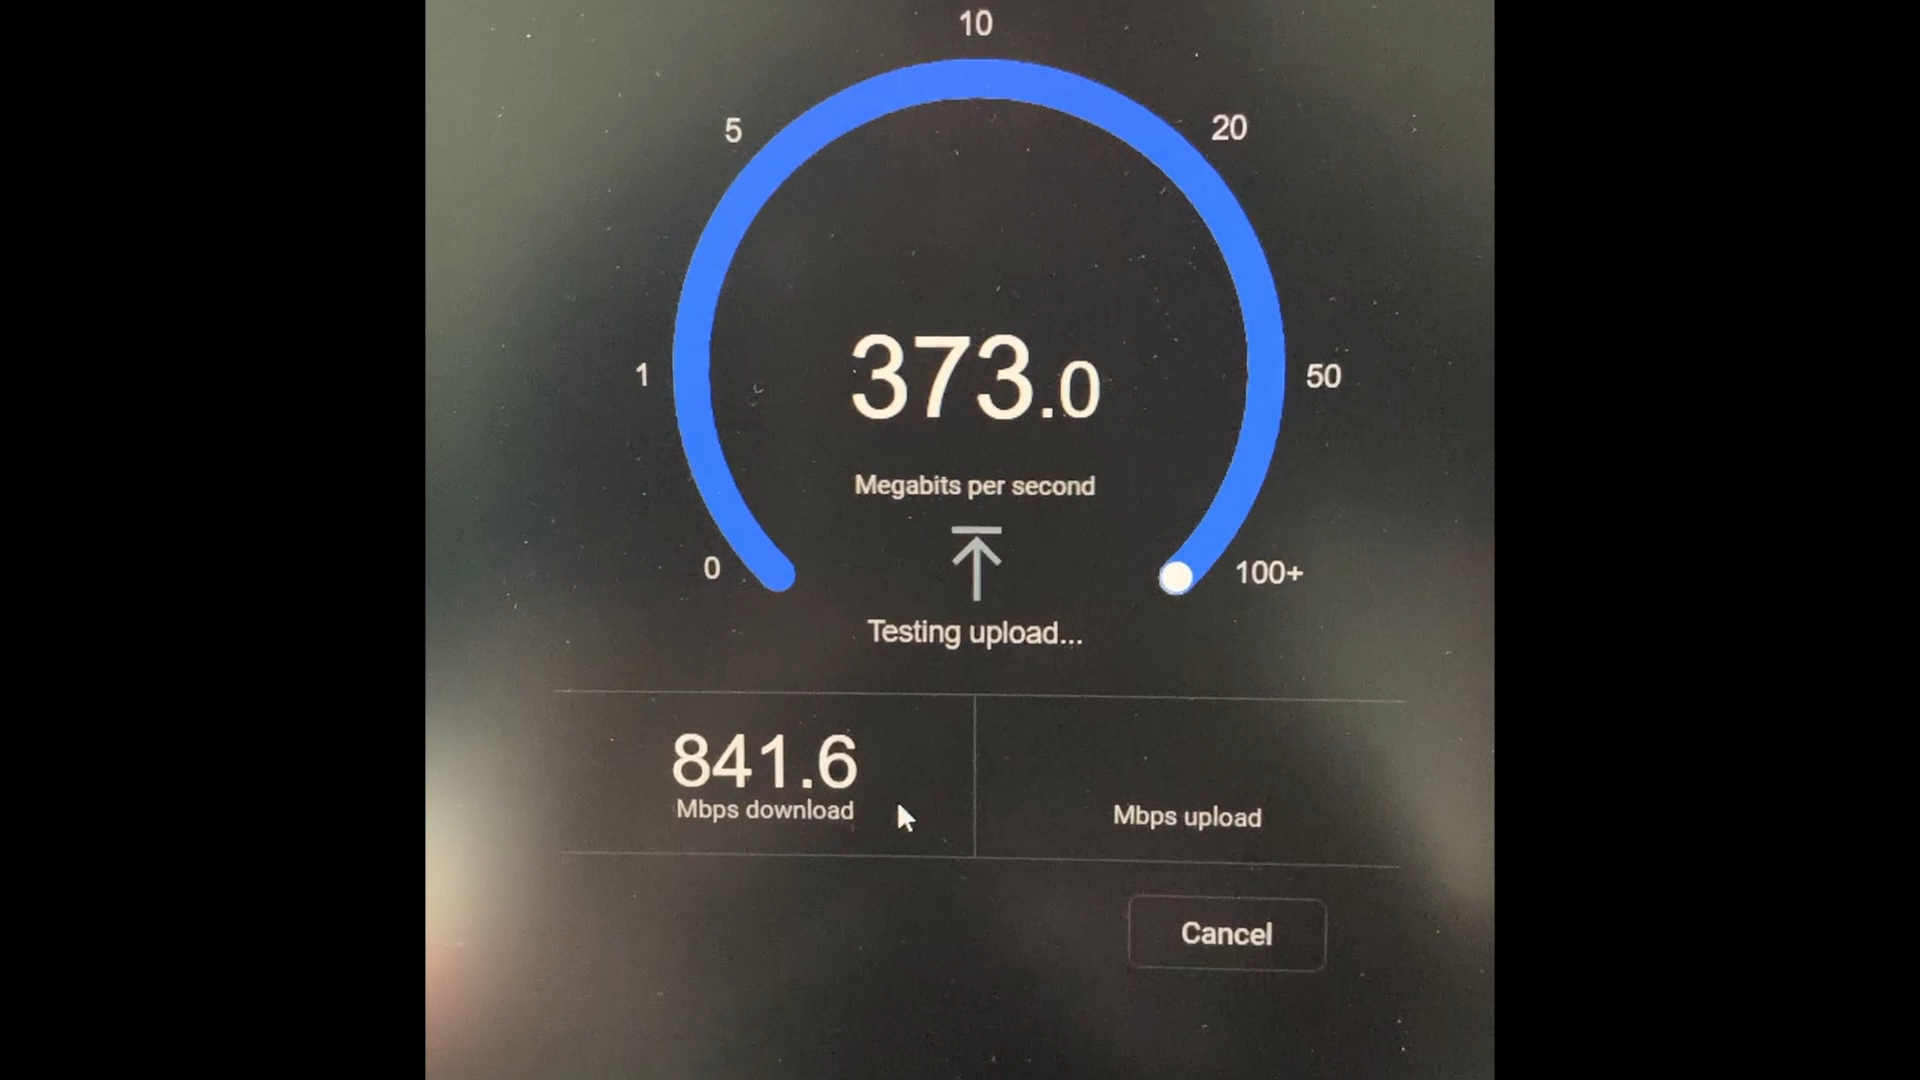 10
5
20
1
50
373.0
Megabits per second
0
100+
Testing upload...
841.6
Mbps download
Mbps upload
Cancel